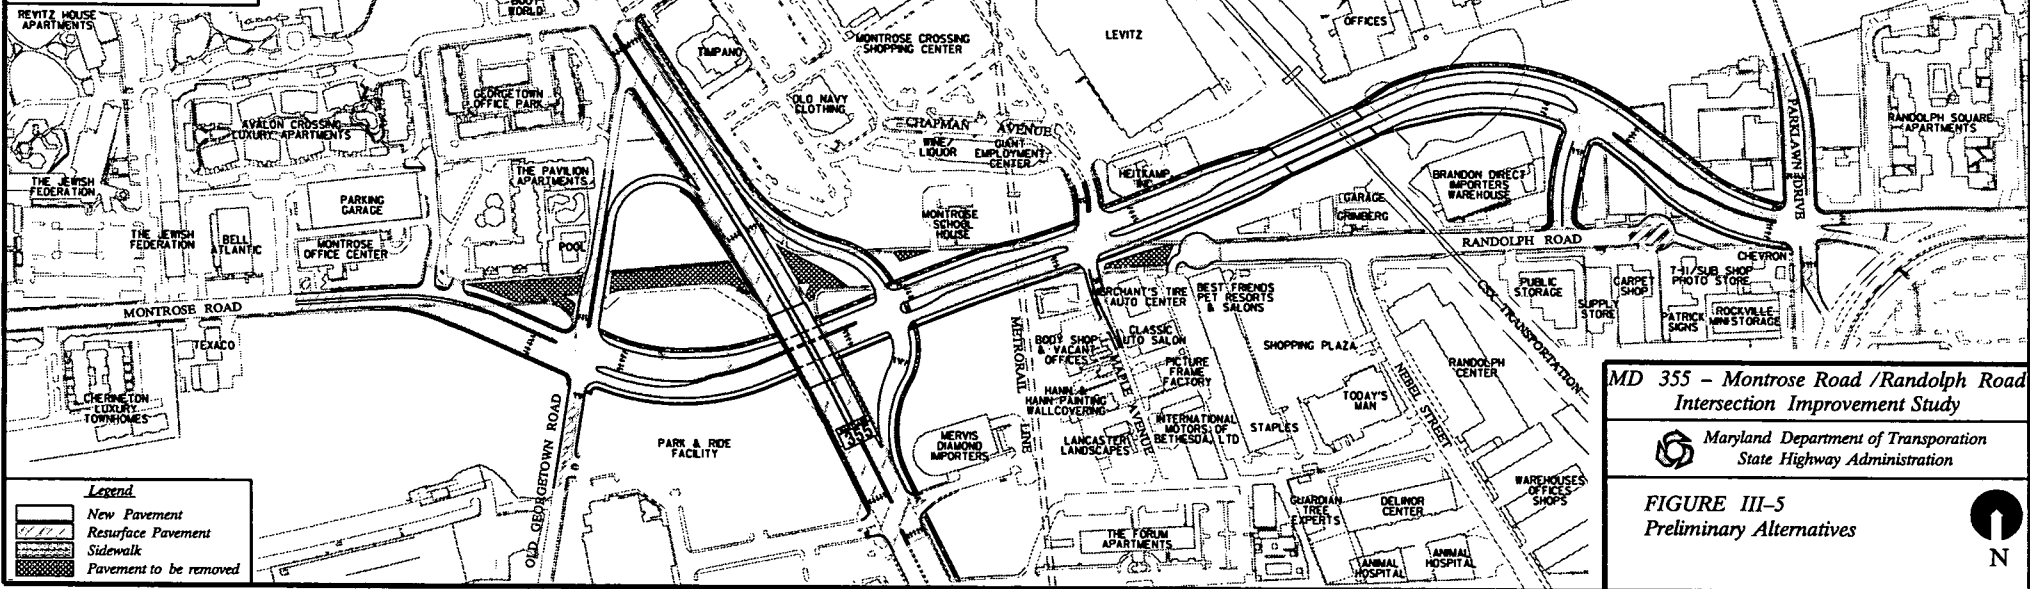 REVITZ HOUSE
APARTMENTS
WORLD
TIMPANO
MONTROSE CROSSING
SHOPPING CENTER
LEVITZ
OFFICES
GEORGETOWN
OFFICE PARK
OLD NAVY
CLOTHING
AVALON CROSSING
LUXURY APARTMENTS
CHAPMAN AVENUE
WINE/
LIQUOR
GIANT
EMPLOYMENT
CENTER
PARKLAWN DRIVE
RANDOLPH SQUARE
APARTMENTS
THE JEWISH
FEDERATION
THE PAVILION
APARTMENTS
HEITKAMP
INC
BRANDON DIRECT
IMPORTERS
WAREHOUSE
PARKING
GARAGE
GARAGE
GRIMBERG
MONTROSE
SCHOOL
HOUSE
THE JEWISH
FEDERATION
BELL
ATLANTIC
MONTROSE
OFFICE CENTER
POOL
RANDOLPH ROAD
CHEVRON
MONTROSE ROAD
MERCHANT'S TIRE
AUTO CENTER
BEST FRIENDS
PET RESORTS
& SALONS
PUBLIC
STORAGE
CARPET
SHOP
T-11/SUB SHOP
PHOTO STORE
SUPPLY
STORE
PATRICK
SIGNS
ROCKVILLE
MINISTORAGE
CSX TRANSPORTATION
TEXACO
METRORAIL LINE
BODY SHOP
& VACANT
OFFICES
CLASSIC
AUTO SALON
MAPLE AVENUE
PICTURE
FRAME
FACTORY
SHOPPING PLAZA
NEBEL STREET
RANDOLPH
CENTER
CHERINGTON
LUXURY
TOWNHOMES
HANN &
HANN PAINTING
WALLCOVERING
TODAY'S
MAN
OLD GEORGETOWN ROAD
355
PARK & RIDE
FACILITY
MERVIS
DIAMOND
IMPORTERS
LANCASTER
LANDSCAPES
INTERNATIONAL
MOTORS OF
BETHESDA, LTD
STAPLES
GUARDIAN
TREE
EXPERTS
DELINOR
CENTER
WAREHOUSES
OFFICES
SHOPS
THE FORUM
APARTMENTS
ANIMAL
HOSPITAL
ANIMAL
HOSPITAL
Legend
New Pavement
Resurface Pavement
Sidewalk
Pavement to be removed
MD 355 - Montrose Road /Randolph Road
Intersection Improvement Study
Maryland Department of Transporation
State Highway Administration
FIGURE III-5
Preliminary Alternatives
N